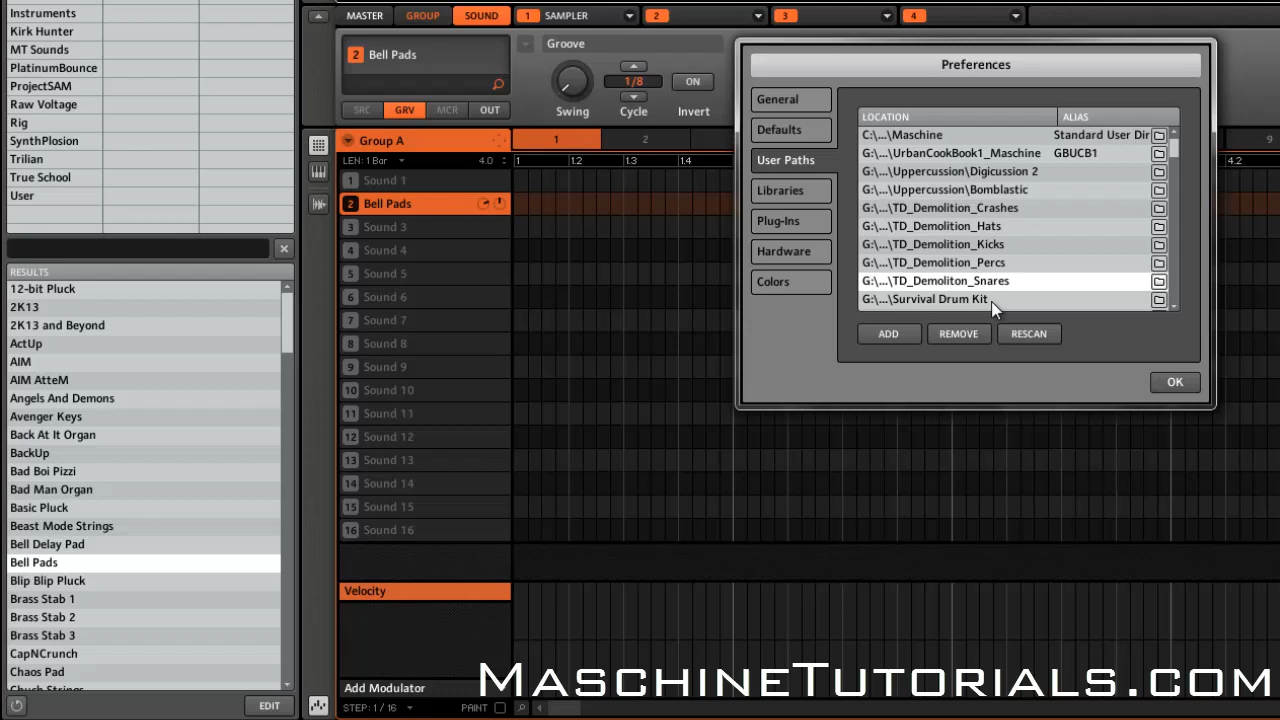 Instruments
Kirk Hunter
MT Sounds
PlatinumBounce
ProjectSAM
Raw Voltage
Rig
SynthPlosion
Trilian
True School
User
RESULTS
12-bit Pluck
2K13
2K13 and Beyond
ActUp
AIM
AIM AtteM
Angels And Demons
Avenger Keys
Back At It Organ
BackUp
Bad Boi Pizzi
Bad Man Organ
Basic Pluck
Beast Mode Strings
Bell Delay Pad
Bell Pads
Blip Blip Pluck
Brass Stab 1
Brass Stab 2
Brass Stab 3
CapNCrunch
Chaos Pad
Chuch Strings
EDIT
MASTER GROUP SOUND 1 SAMPLER 2 3 4
2 Bell Pads
SRC GRV MCR OUT
Groove
1/8 ON
Swing Cycle Invert
Group A 1 2 9
LEN: 1 Bar 4.0 1 1.2 1.3 1.4 4.2
1 Sound 1
2 Bell Pads
3 Sound 3
4 Sound 4
5 Sound 5
6 Sound 6
7 Sound 7
8 Sound 8
9 Sound 9
10 Sound 10
11 Sound 11
12 Sound 12
13 Sound 13
14 Sound 14
15 Sound 15
16 Sound 16
Velocity
Add Modulator
STEP: 1 / 16 PAINT
Preferences
General
Defaults
User Paths
Libraries
Plug-Ins
Hardware
Colors
LOCATION ALIAS
C:\...\Maschine Standard User Dir
G:\...\UrbanCookBook1_Maschine GBUCB1
G:\...\Uppercussion\Digicussion 2
G:\...\Uppercussion\Bomblastic
G:\...\TD_Demolition_Crashes
G:\...\TD_Demolition_Hats
G:\...\TD_Demolition_Kicks
G:\...\TD_Demolition_Percs
G:\...\TD_Demoliton_Snares
G:\...\Survival Drum Kit
ADD REMOVE RESCAN
OK
MASCHINETUTORIALS.COM